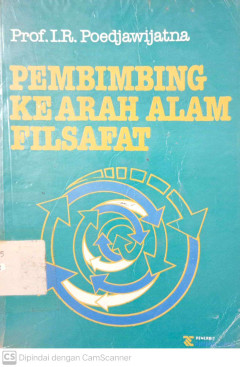 Prof. I.R. Poedjawijatna
PEMBIMBING
KE ARAH ALAM
FILSAFAT
CS Dipindai dengan CamScanner